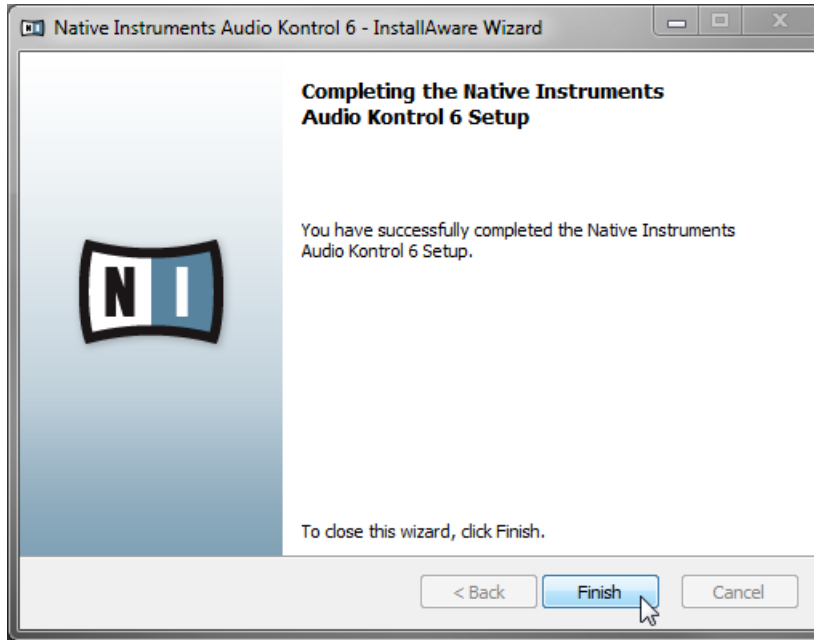 Native Instruments Audio Kontrol 6 - InstallAware Wizard
Completing the Native Instruments
Audio Kontrol 6 Setup
You have successfully completed the Native Instruments
Audio Kontrol 6 Setup.
NI
To close this wizard, click Finish.
< Back Finish Cancel